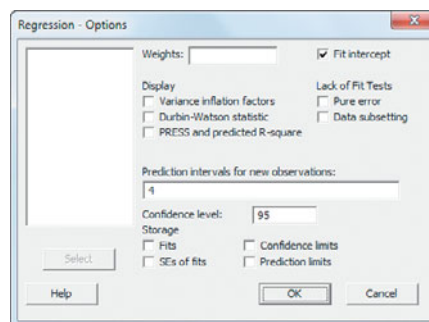 Regression - Options
Weights:
Fit intercept
Display
Lack of Fit Tests
Variance inflation factors
Pure error
Durbin-Watson statistic
Data subsetting
PRESS and predicted R-square
Prediction intervals for new observations:
4
Confidence level: 95
Storage
Fits
Confidence limits
Select
SEs of fits
Prediction limits
Help
OK
Cancel